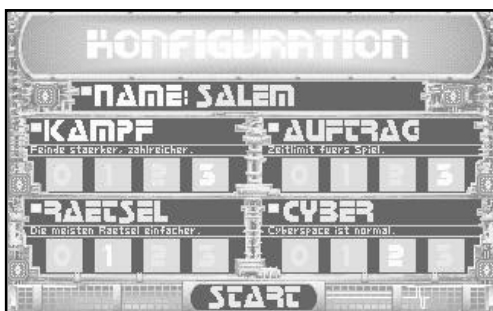 KONFIGURATION
NAME: SALEM
KAMPF
Feinde staerker, zahlreicher.
0 1 2 3
AUFTRAG
Zeitlimit fuers Spiel.
0 1 2 3
RAETSEL
Die meisten Raetsel einfacher.
0 1 2 3
CYBER
Cyberspace ist normal.
0 1 2 3
START